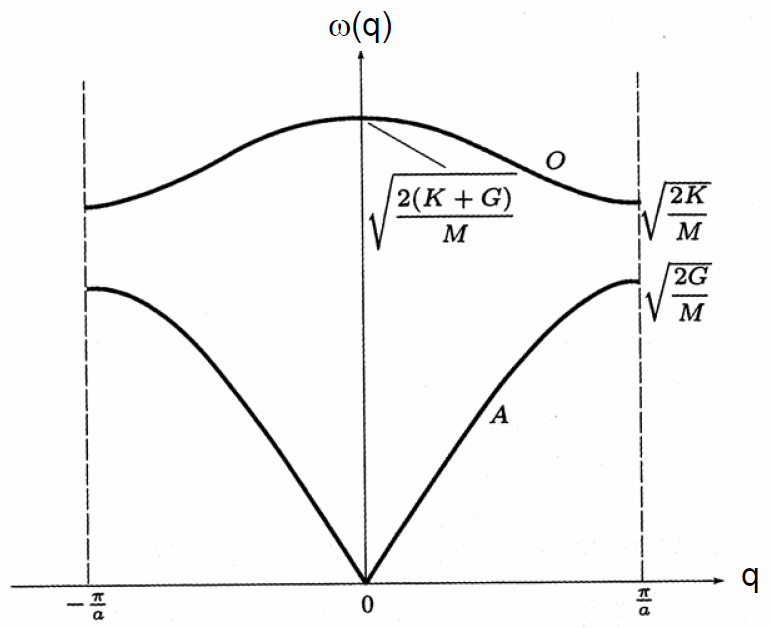 ω(q)
O
√(2(K + G)/M)
√(2K/M)
√(2G/M)
A
q
−π/a
0
π/a